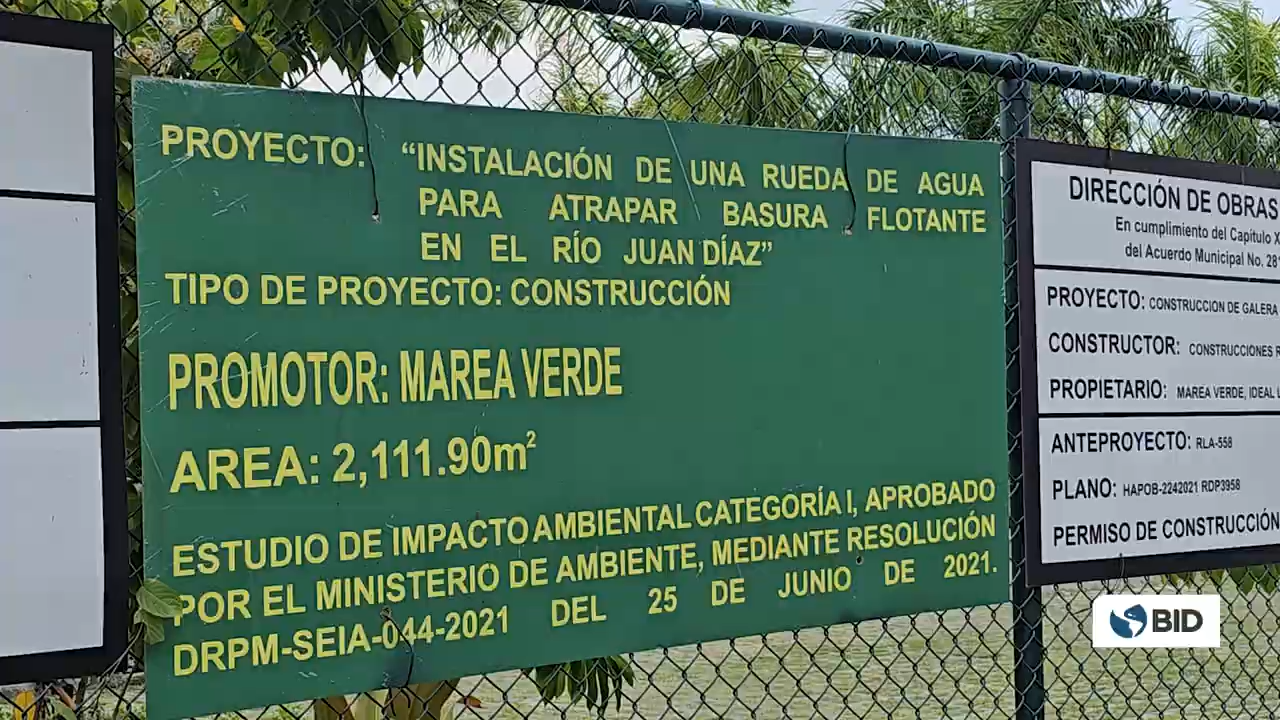 PROYECTO: “INSTALACIÓN DE UNA RUEDA DE AGUA
PARA ATRAPAR BASURA FLOTANTE
EN EL RÍO JUAN DÍAZ”
TIPO DE PROYECTO: CONSTRUCCIÓN
PROMOTOR: MAREA VERDE
AREA: 2,111.90m²
ESTUDIO DE IMPACTO AMBIENTAL CATEGORÍA I, APROBADO
POR EL MINISTERIO DE AMBIENTE, MEDIANTE RESOLUCIÓN
DRPM-SEIA-044-2021 DEL 25 DE JUNIO DE 2021.
DIRECCIÓN DE OBRAS
En cumplimiento del Capítulo X
del Acuerdo Municipal No. 281
PROYECTO: CONSTRUCCION DE GALERA
CONSTRUCTOR: CONSTRUCCIONES
PROPIETARIO: MAREA VERDE, IDEAL
ANTEPROYECTO: RLA-558
PLANO: HAPOB-2242021 RDP3958
PERMISO DE CONSTRUCCIÓN
BID